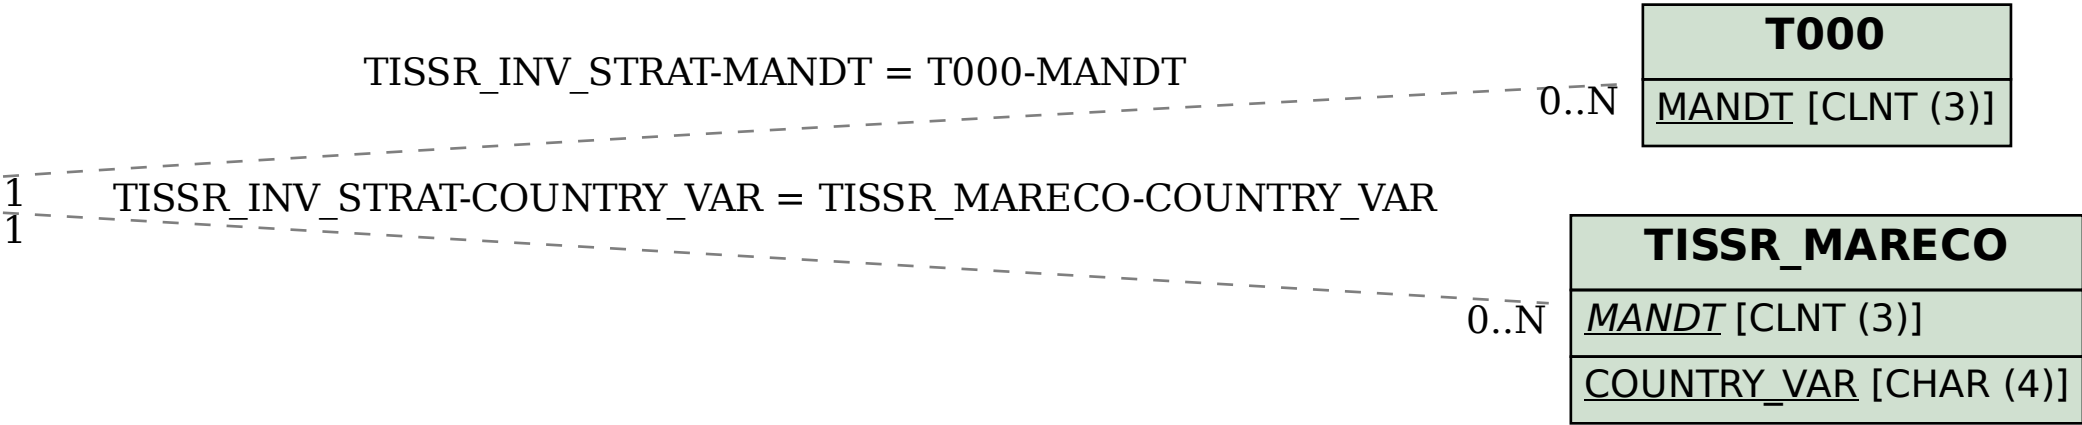 T000
TISSR_INV_STRAT-MANDT = T000-MANDT
0..N
MANDT [CLNT (3)]
1
TISSR_INV_STRAT-COUNTRY_VAR = TISSR_MARECO-COUNTRY_VAR
1
TISSR_MARECO
0..N
MANDT [CLNT (3)]
COUNTRY_VAR [CHAR (4)]